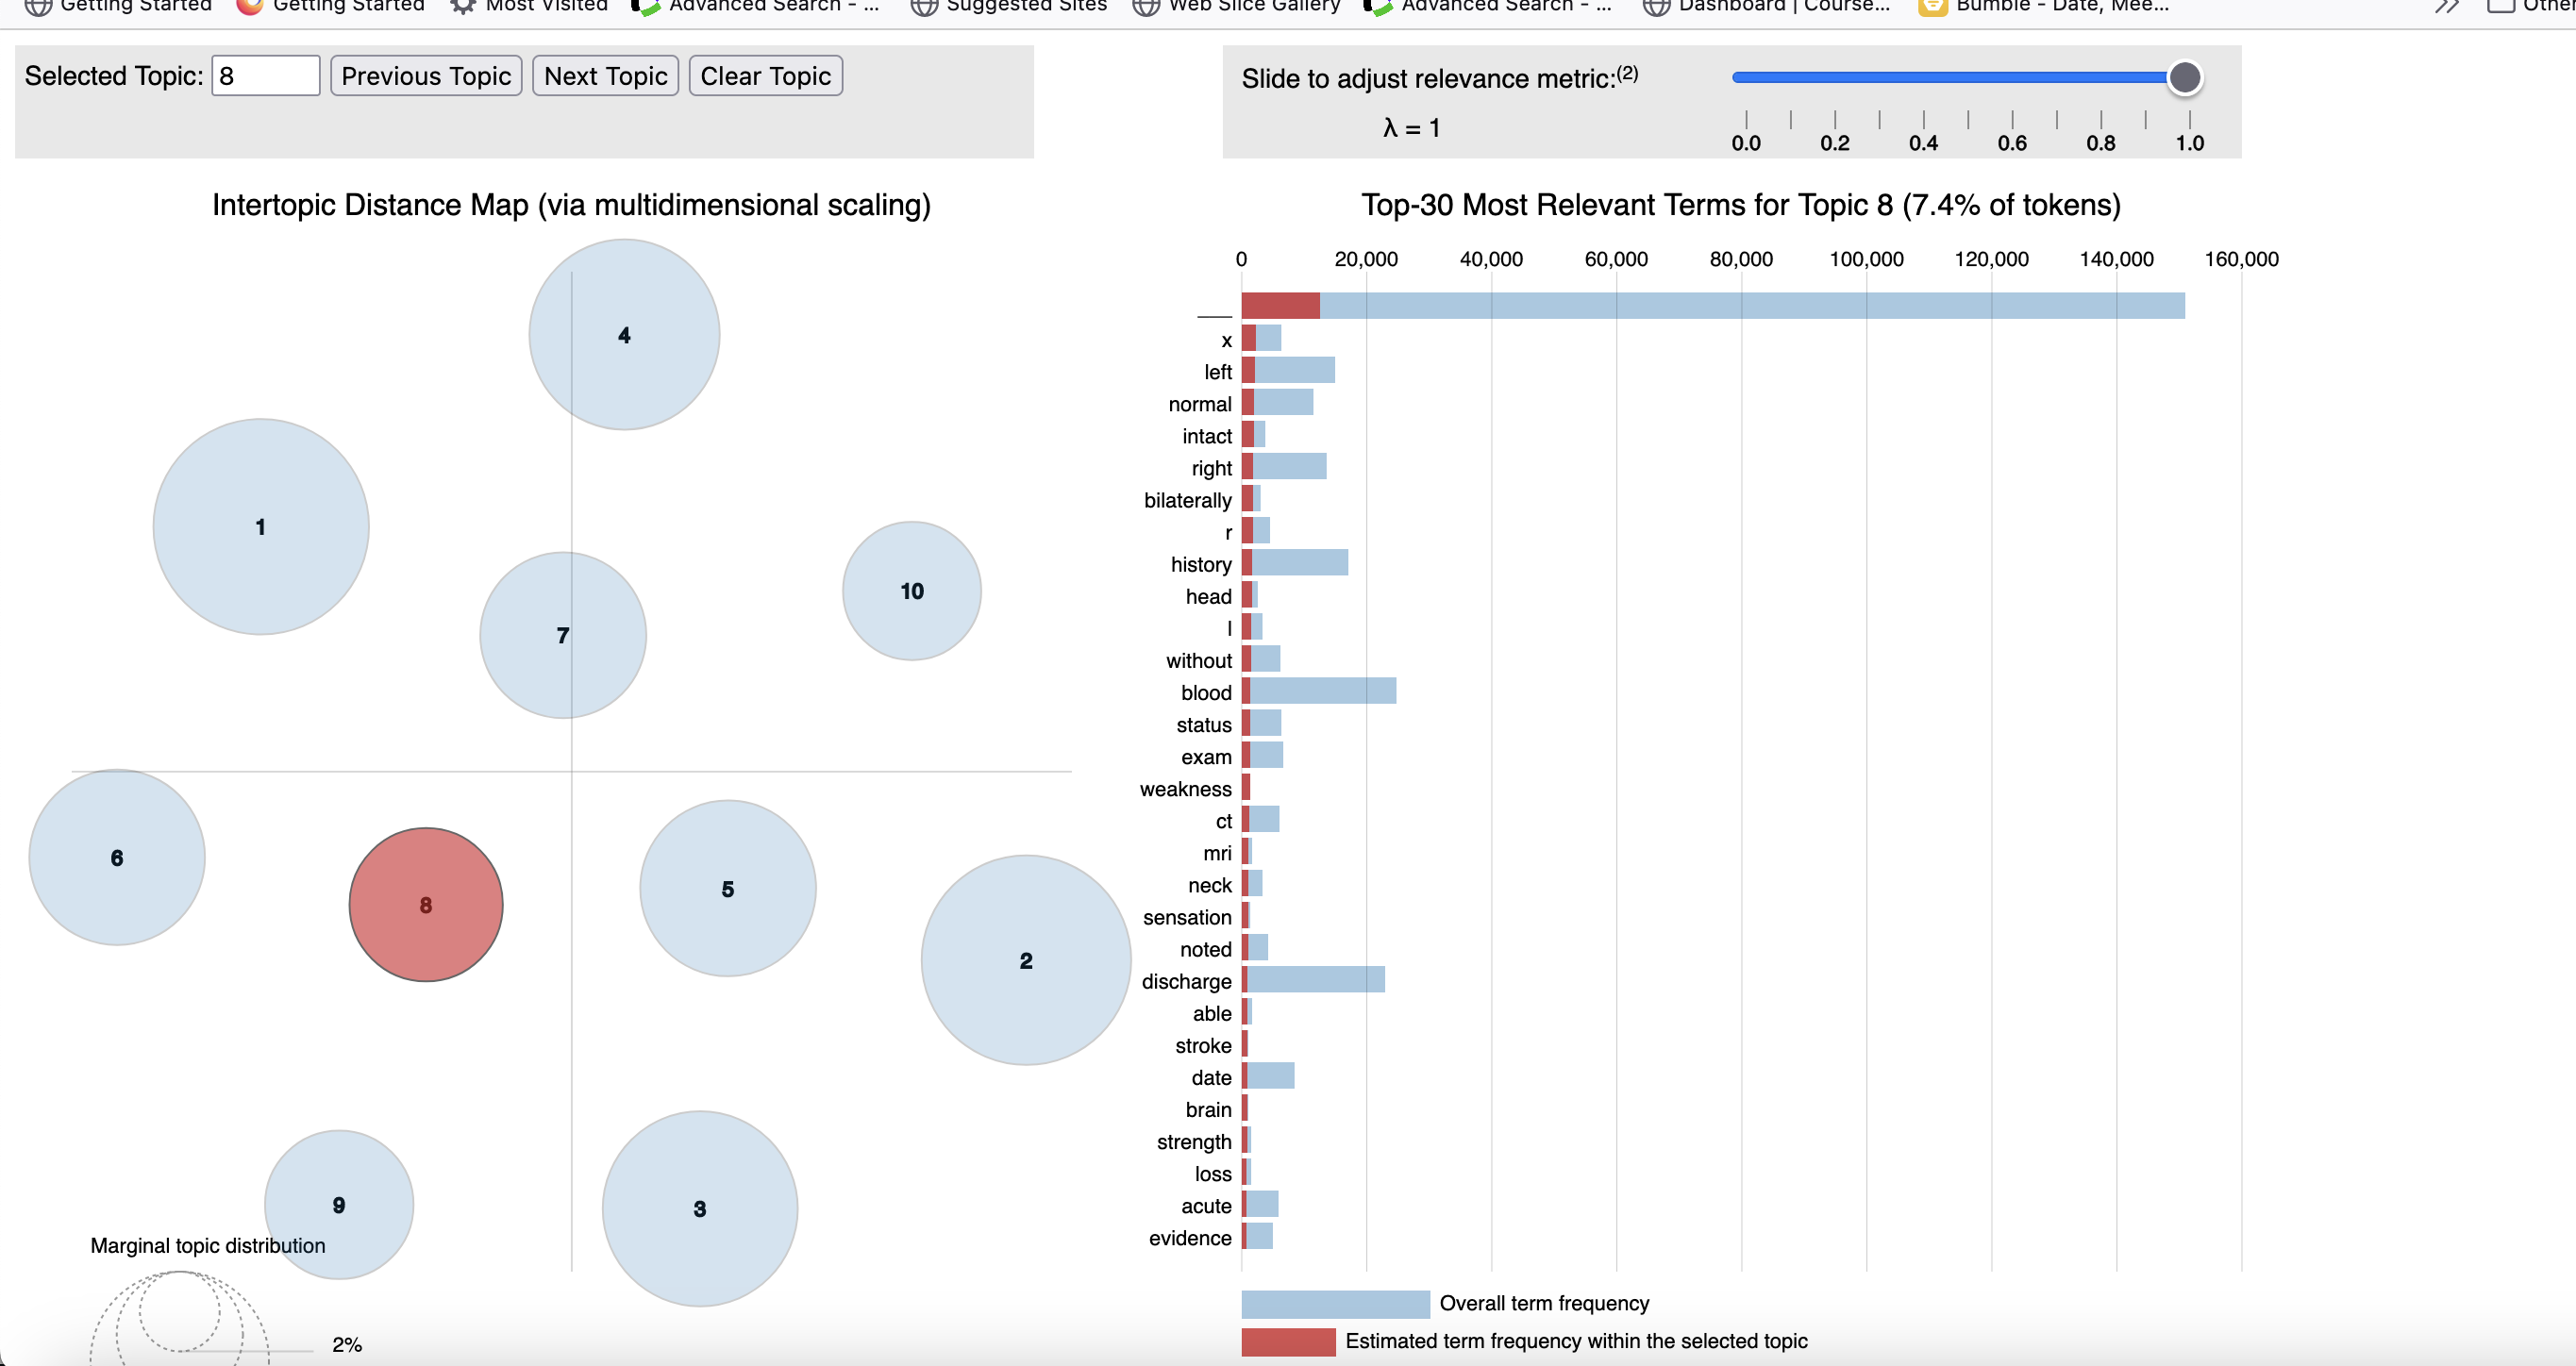 Getting Started Getting Started Most Visited Advanced Search - ... Suggested Sites Web Slice Gallery Advanced Search - ... Dashboard | Course... Bumble - Date, Mee... >> Other
Selected Topic: 8 Previous Topic Next Topic Clear Topic
Slide to adjust relevance metric:(2)
λ = 1
0.0 0.2 0.4 0.6 0.8 1.0
Intertopic Distance Map (via multidimensional scaling)
4
1
10
7
6
8
5
2
9
3
Marginal topic distribution
2%
Top-30 Most Relevant Terms for Topic 8 (7.4% of tokens)
0 20,000 40,000 60,000 80,000 100,000 120,000 140,000 160,000
___
x
left
normal
intact
right
bilaterally
r
history
head
l
without
blood
status
exam
weakness
ct
mri
neck
sensation
noted
discharge
able
stroke
date
brain
strength
loss
acute
evidence
Overall term frequency
Estimated term frequency within the selected topic